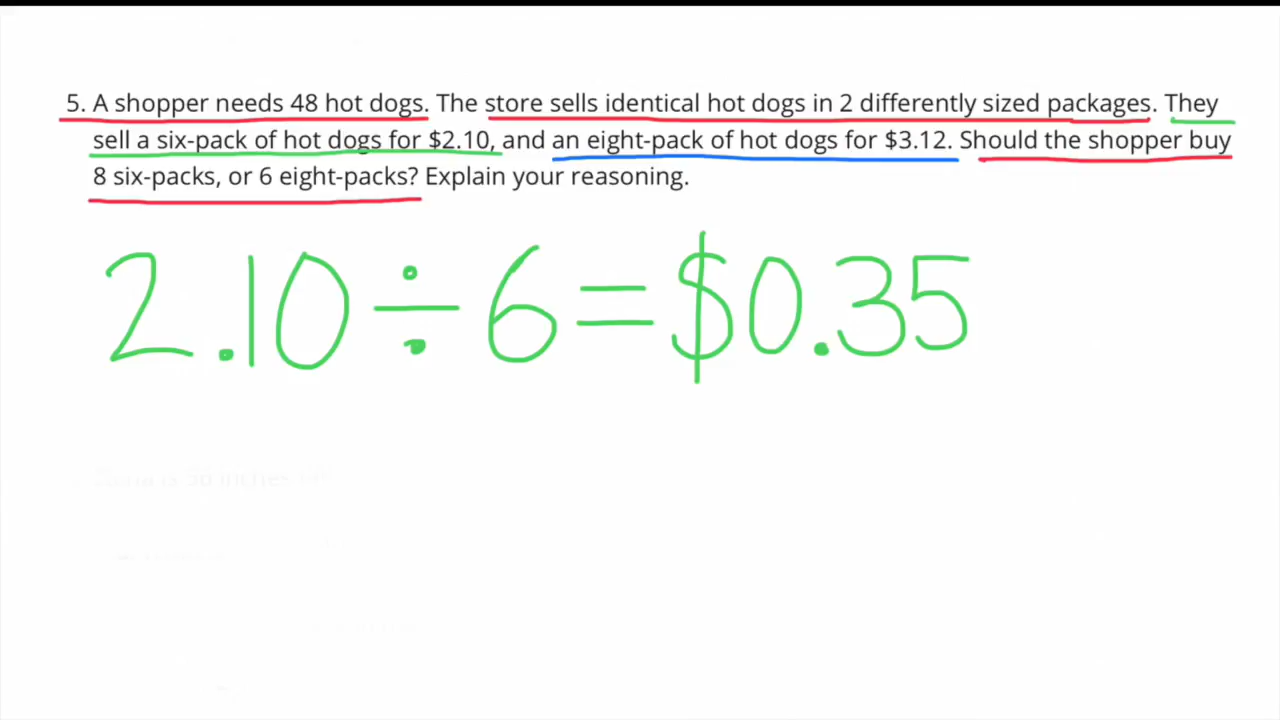 5. A shopper needs 48 hot dogs. The store sells identical hot dogs in 2 differently sized packages. They
sell a six-pack of hot dogs for $2.10, and an eight-pack of hot dogs for $3.12. Should the shopper buy
8 six-packs, or 6 eight-packs? Explain your reasoning.
2.10 ÷ 6 = $0.35